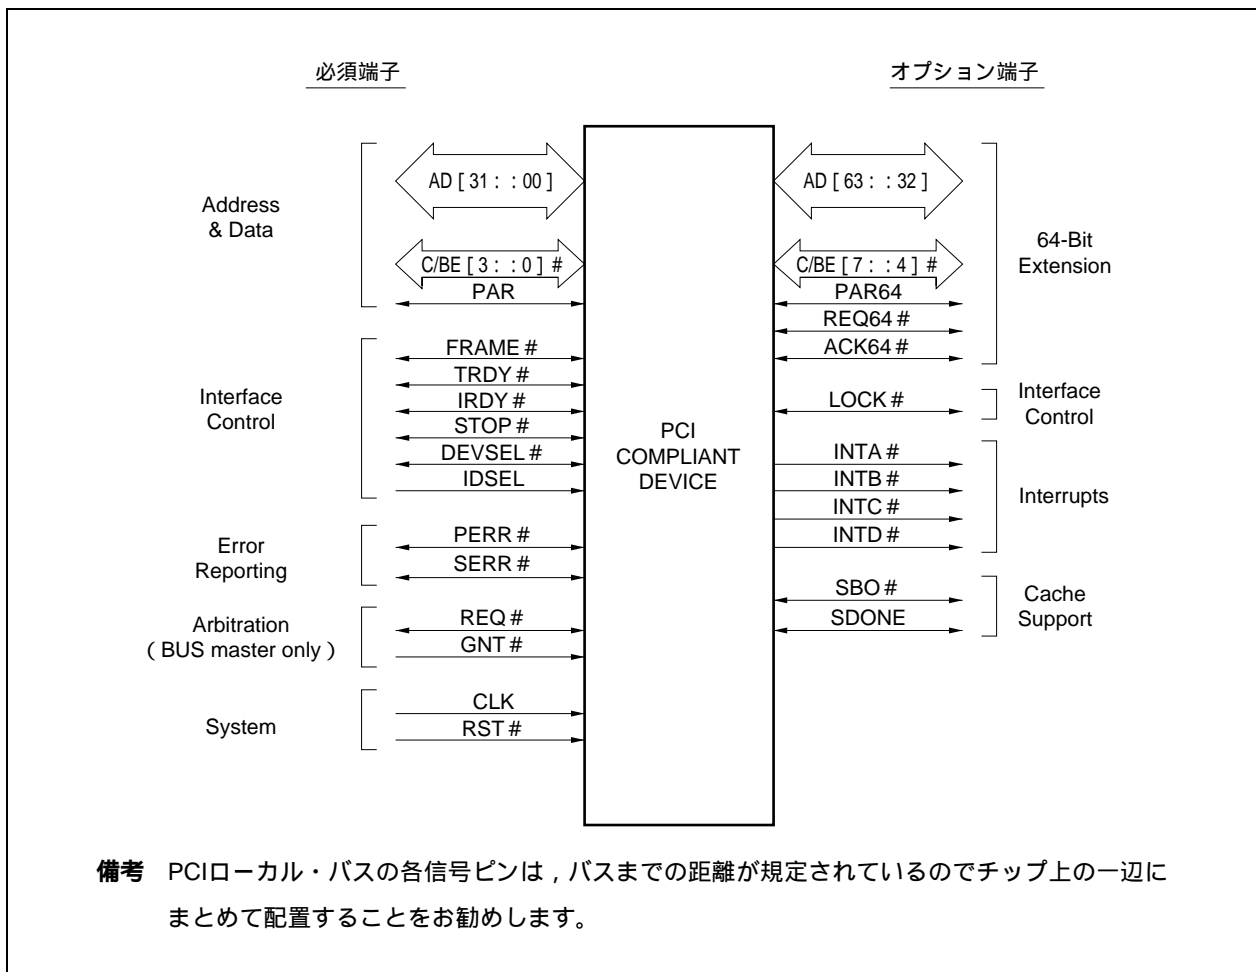 必須端子
オプション端子
Address
& Data
AD [ 31 : : 00 ]
C/BE [ 3 : : 0 ] #
PAR
Interface
Control
FRAME #
TRDY #
IRDY #
STOP #
DEVSEL #
IDSEL
Error
Reporting
PERR #
SERR #
Arbitration
( BUS master only )
REQ #
GNT #
System
CLK
RST #
PCI
COMPLIANT
DEVICE
AD [ 63 : : 32 ]
C/BE [ 7 : : 4 ] #
PAR64
REQ64 #
ACK64 #
64-Bit
Extension
LOCK #
Interface
Control
INTA #
INTB #
INTC #
INTD #
Interrupts
SBO #
SDONE
Cache
Support
備考 PCIローカル・バスの各信号ピンは,バスまでの距離が規定されているのでチップ上の一辺に
まとめて配置することをお勧めします。